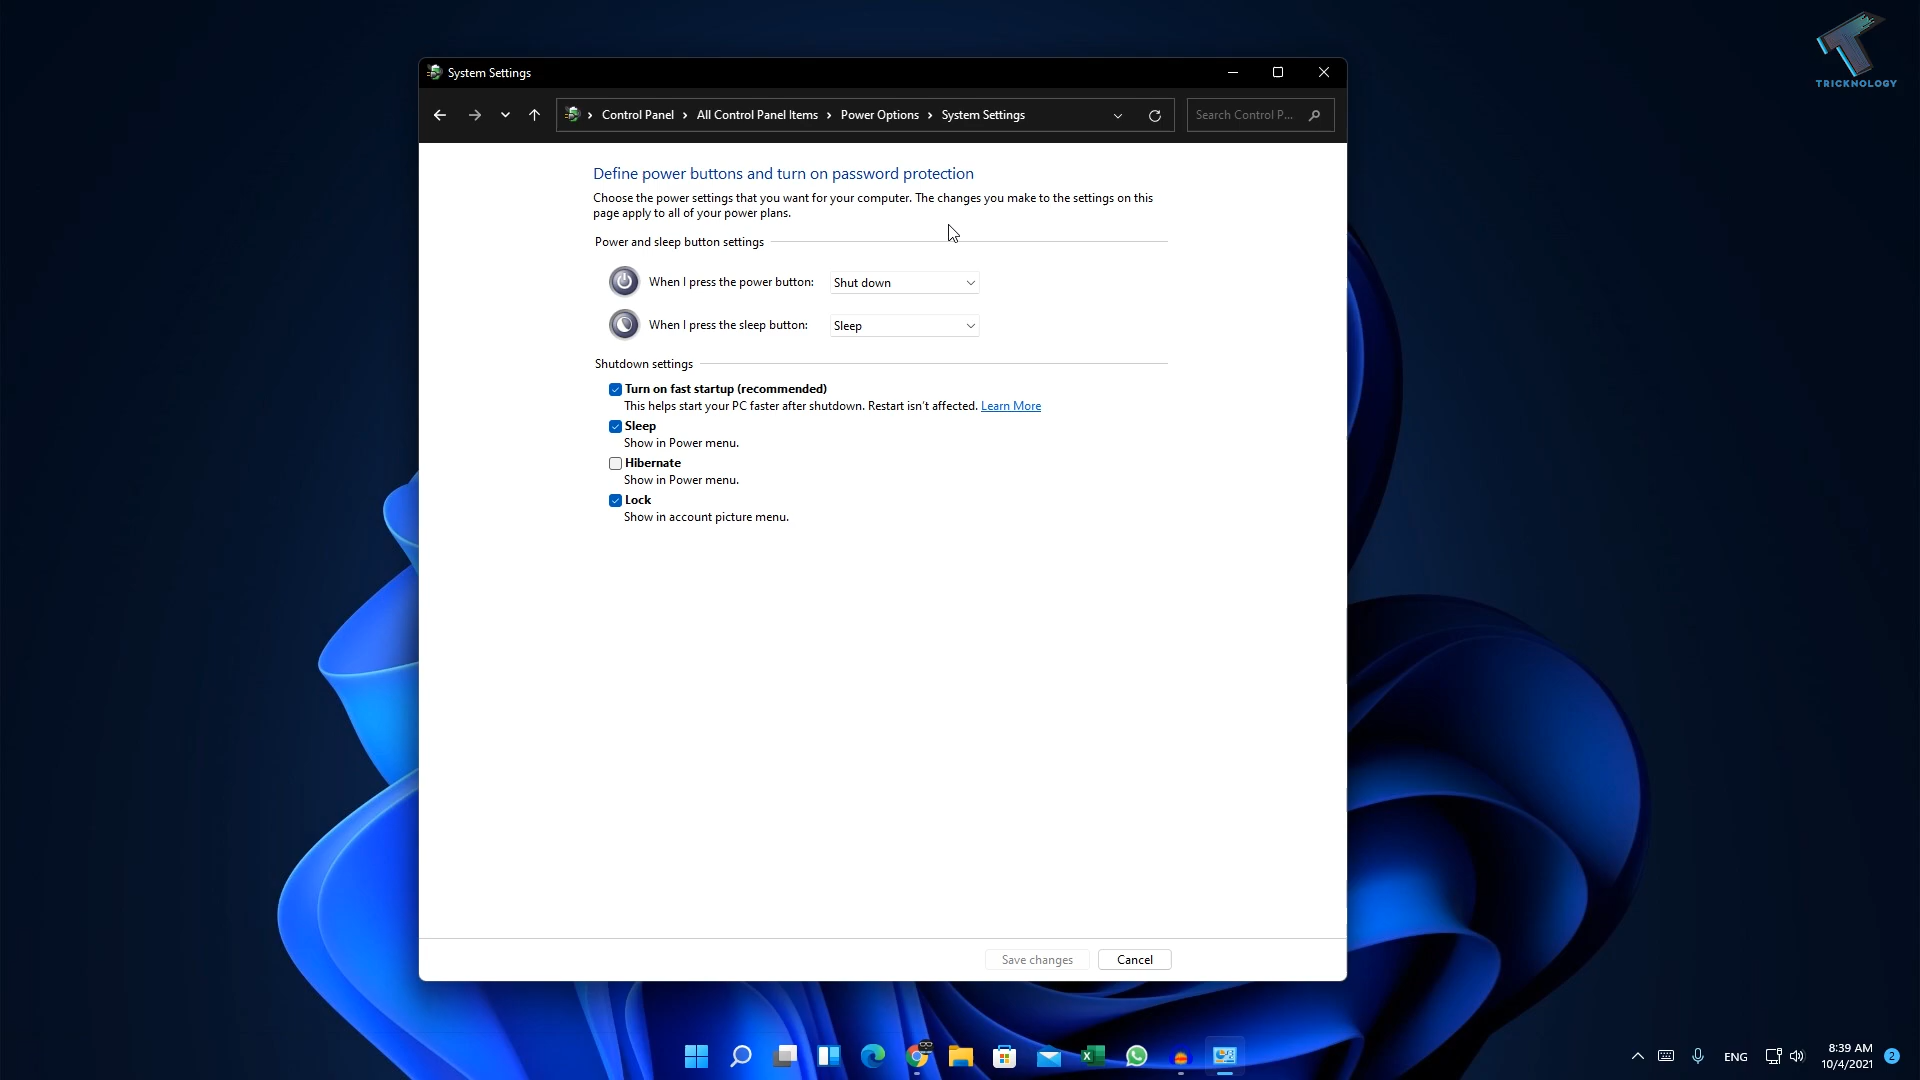 TRICKNOLOGY
System Settings
Control Panel > All Control Panel Items > Power Options > System Settings
Search Control P...
Define power buttons and turn on password protection
Choose the power settings that you want for your computer. The changes you make to the settings on this
page apply to all of your power plans.
Power and sleep button settings
When I press the power button: Shut down
When I press the sleep button: Sleep
Shutdown settings
Turn on fast startup (recommended)
This helps start your PC faster after shutdown. Restart isn't affected. Learn More
Sleep
Show in Power menu.
Hibernate
Show in Power menu.
Lock
Show in account picture menu.
Save changes
Cancel
ENG
8:39 AM
10/4/2021
2